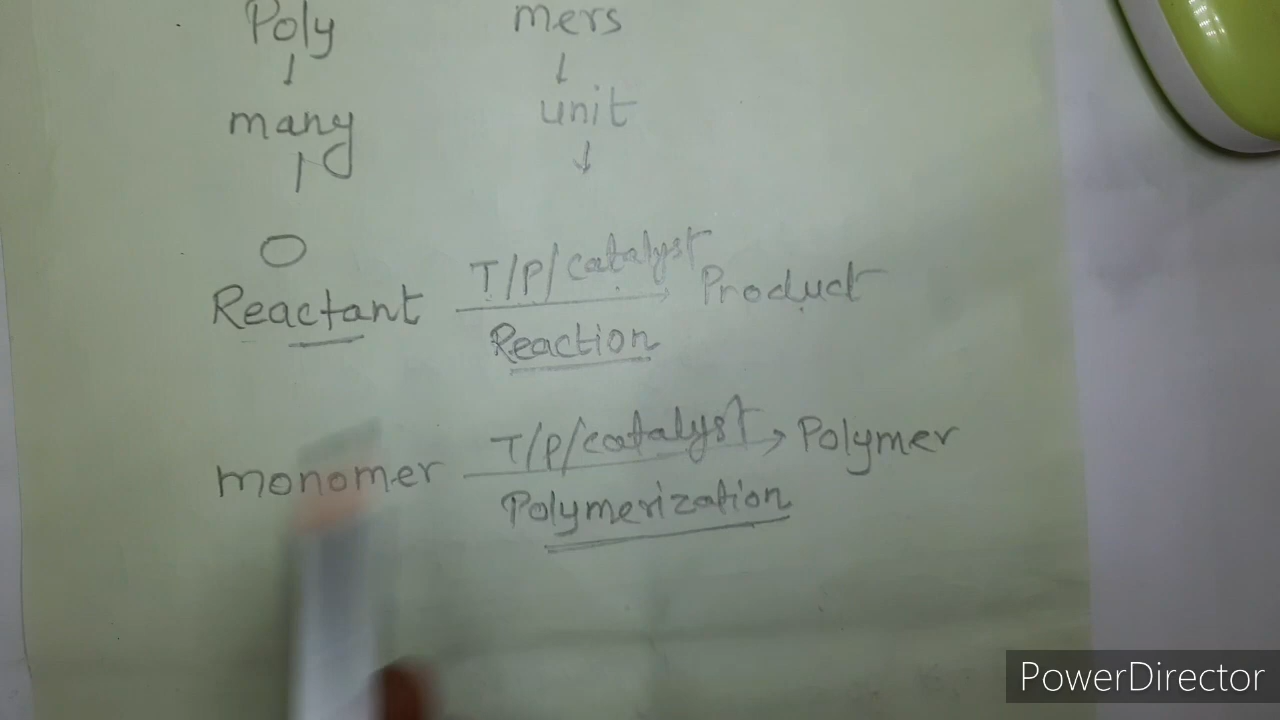 Poly mers
↓ ↓
many unit
↓
T/P/catalyst
Reactant → Product
Reaction
T/P/catalyst
monomer → Polymer
Polymerization
PowerDirector